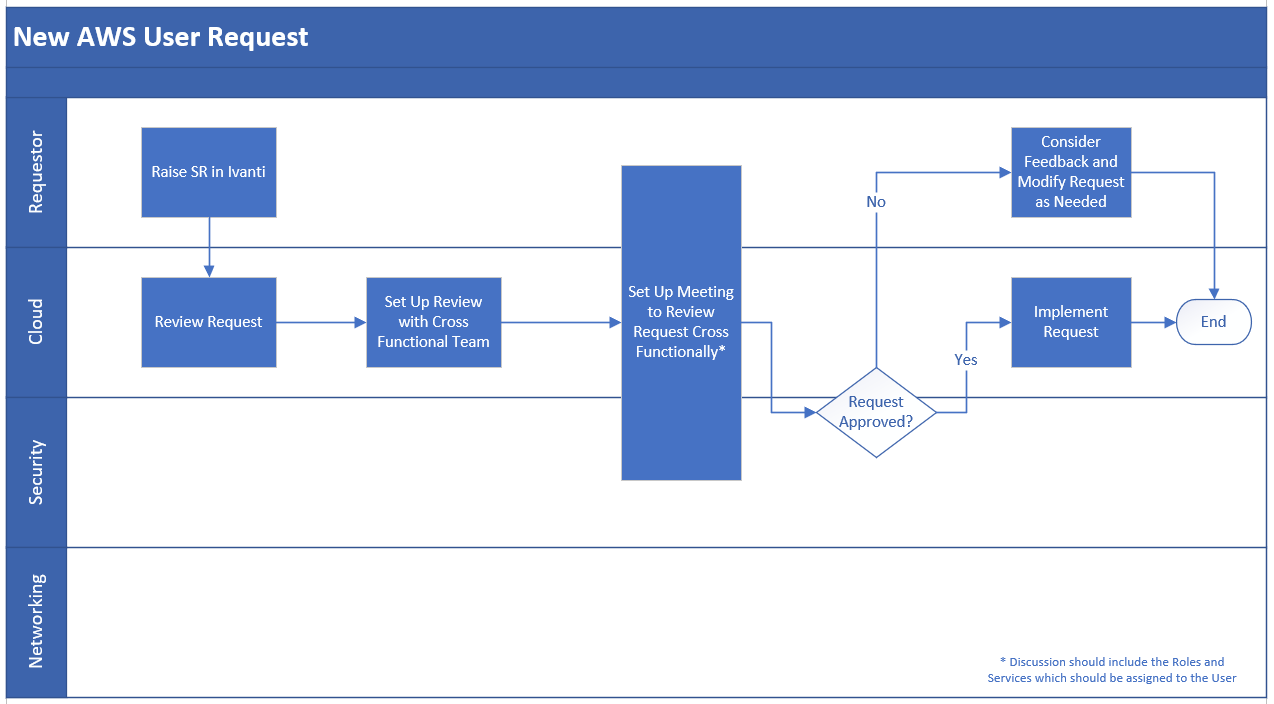 New AWS User Request
Requestor
Raise SR in Ivanti
Consider
Feedback and
Modify Request
as Needed
No
Cloud
Review Request
Set Up Review
with Cross
Functional Team
Set Up Meeting
to Review
Request Cross
Functionally*
Implement
Request
End
Yes
Request
Approved?
Security
Networking
* Discussion should include the Roles and
Services which should be assigned to the User